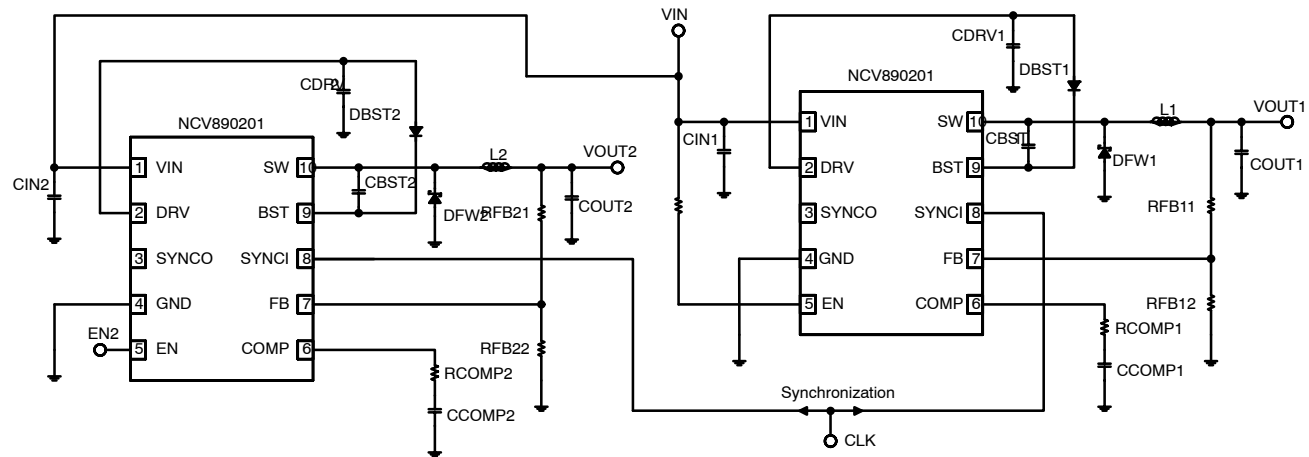 VIN
CDRV1
DBST1
NCV890201
L1
VOUT1
1 VIN
SW 10
CIN1
CBST1
DFW1
COUT1
2 DRV
BST 9
3 SYNCO
SYNCI 8
RFB11
4 GND
FB 7
5 EN
COMP 6
RFB12
RCOMP1
CCOMP1
CDRV2
DBST2
NCV890201
L2
VOUT2
1 VIN
SW 10
CIN2
CBST2
DFW2
COUT2
2 DRV
BST 9
RFB21
3 SYNCO
SYNCI 8
4 GND
FB 7
EN2
5 EN
COMP 6
RFB22
RCOMP2
CCOMP2
Synchronization
CLK